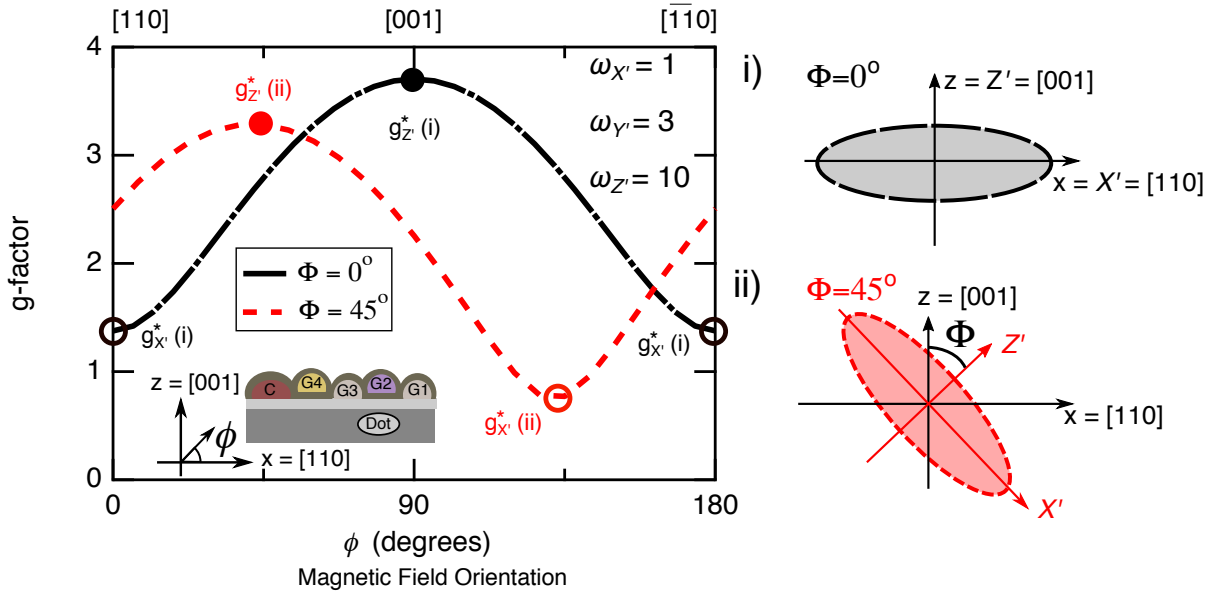 [110]
[001]
[1̅1̅0]
4
3
2
1
0
g-factor
g*Z′ (ii)
g*Z′ (i)
ωX′ = 1
ωY′ = 3
ωZ′ = 10
Φ = 0°
Φ = 45°
g*X′ (i)
g*X′ (i)
g*X′ (ii)
z = [001]
ϕ
x = [110]
C
G4
G3
G2
G1
Dot
0
90
180
ϕ (degrees)
Magnetic Field Orientation
i)
Φ=0°
z = Z′ = [001]
x = X′ = [110]
ii)
Φ=45°
z = [001]
Φ
Z′
x = [110]
X′